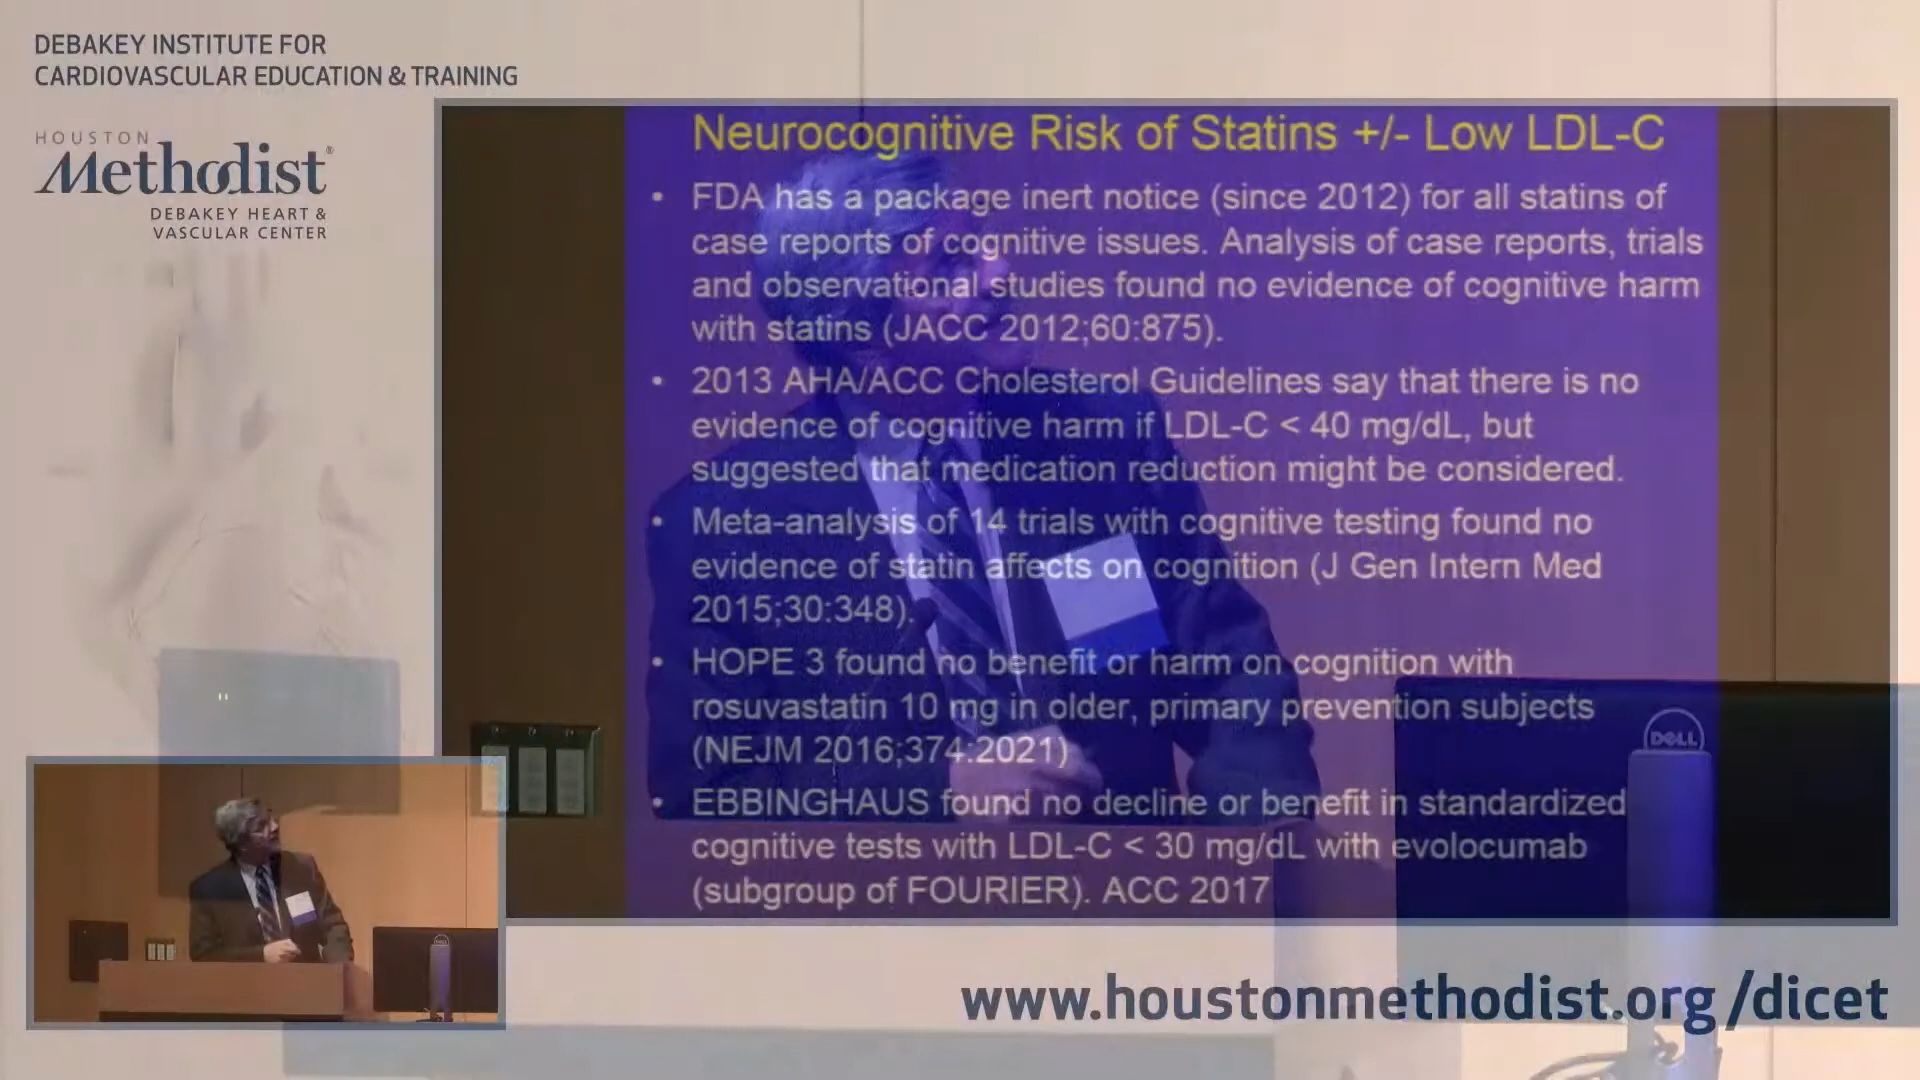 DEBAKEY INSTITUTE FOR
CARDIOVASCULAR EDUCATION & TRAINING
HOUSTON
Methodist®
DEBAKEY HEART &
VASCULAR CENTER
Neurocognitive Risk of Statins +/- Low LDL-C
• FDA has a package inert notice (since 2012) for all statins of
case reports of cognitive issues. Analysis of case reports, trials
and observational studies found no evidence of cognitive harm
with statins (JACC 2012;60:875).
• 2013 AHA/ACC Cholesterol Guidelines say that there is no
evidence of cognitive harm if LDL-C < 40 mg/dL, but
suggested that medication reduction might be considered.
• Meta-analysis of 14 trials with cognitive testing found no
evidence of statin affects on cognition (J Gen Intern Med
2015;30:348).
• HOPE 3 found no benefit or harm on cognition with
rosuvastatin 10 mg in older, primary prevention subjects
(NEJM 2016;374:2021)
• EBBINGHAUS found no decline or benefit in standardized
cognitive tests with LDL-C < 30 mg/dL with evolocumab
(subgroup of FOURIER). ACC 2017
DELL
DELL
www.houstonmethodist.org/dicet